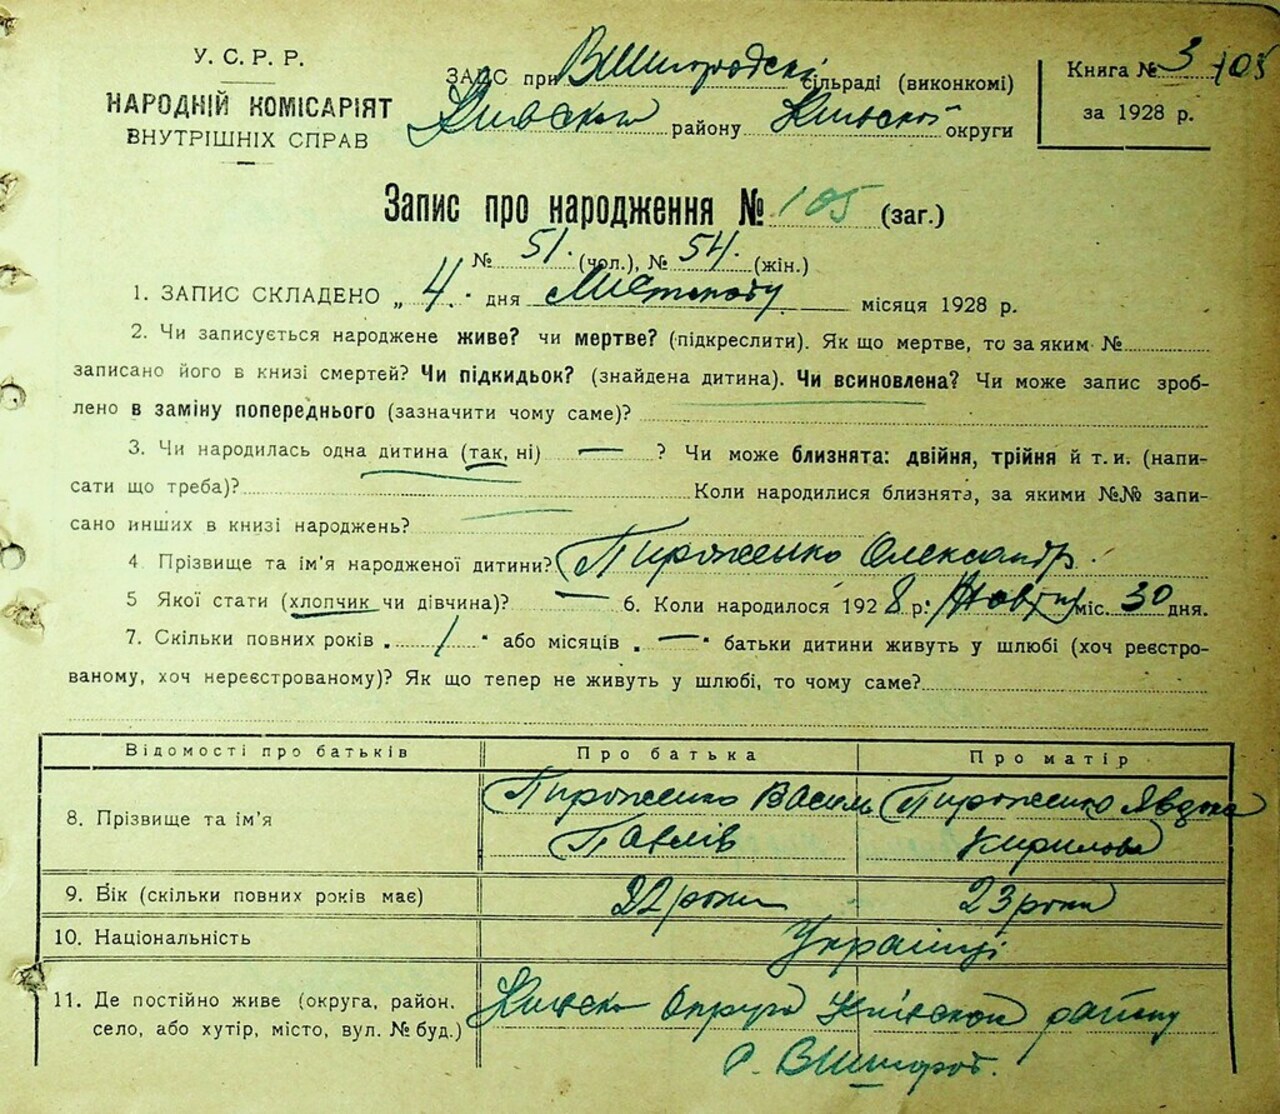 У. С. Р. Р.
НАРОДНІЙ КОМІСАРІЯТ
ВНУТРІШНІХ СПРАВ
ЗАГС при Вишгородскі сільраді (виконкомі)
Київского району Київскої округи
Книга № 3 105
за 1928 р.
Запис про народження № 105 (заг.)
№ 51. (чол.), № 54. (жін.)
1. ЗАПИС СКЛАДЕНО „ 4. " дня місяця 1928 р.
2. Чи записується народжене живе? чи мертве? (підкреслити). Як що мертве, то за яким №
записано його в книзі смертей? Чи підкидьок? (знайдена дитина). Чи всиновлена? Чи може запис зроб-
лено в заміну попереднього (зазначити чому саме)?
3. Чи народилась одна дитина (так, ні) — ? Чи може близнята: двійня, трійня й т. и. (напи-
сати що треба)? Коли народилися близнята, за якими №№ запи-
сано инших в книзі народжень?
4 Прізвище та ім'я народженої дитини? Пироженко Олександр.
5 Якої стати (хлопчик чи дівчина)? — 6. Коли народилося 1928 р. Жовтн міс. 30 дня.
7. Скільки повних років „ 1 " або місяців „ — " батьки дитини живуть у шлюбі (хоч реєстро-
ваному, хоч нереєстрованому)? Як що тепер не живуть у шлюбі, то чому саме?
Відомості про батьків Про батька Про матір
8. Прізвище та ім'я Пироженко Василь Павлів Пироженко Явдоха Кирилова
9. Вік (скільки повних років має) 22 роки 23 роки
10. Національність Українці
11. Де постійно живе (округа, район, Київска Округа Київской району
село, або хутір, місто, вул. № буд.) с. Вишгород.